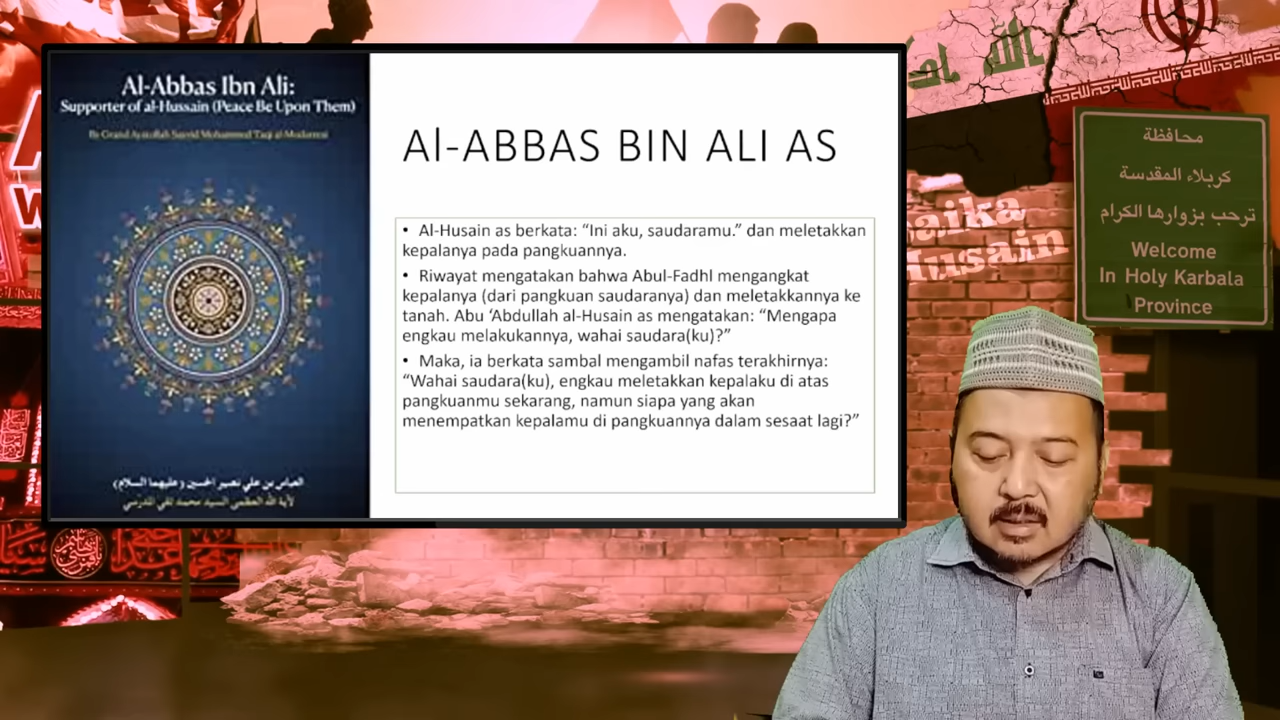 Al-Abbas Ibn Ali:
Supporter of al-Hussain (Peace Be Upon Them)
By Grand Ayatollah Sayyid Mohammed Taqi al-Modarresi
العباس بن علي نصير الحسين (عليهما السلام)
لآية الله العظمى السيد محمد تقي المدرسي
Al-ABBAS BIN ALI AS
• Al-Husain as berkata: “Ini aku, saudaramu.” dan meletakkan
kepalanya pada pangkuannya.
• Riwayat mengatakan bahwa Abul-Fadhl mengangkat
kepalanya (dari pangkuan saudaranya) dan meletakkannya ke
tanah. Abu ‘Abdullah al-Husain as mengatakan: “Mengapa
engkau melakukannya, wahai saudara(ku)?”
• Maka, ia berkata sambal mengambil nafas terakhirnya:
“Wahai saudara(ku), engkau meletakkan kepalaku di atas
pangkuanmu sekarang, namun siapa yang akan
menempatkan kepalamu di pangkuannya dalam sesaat lagi?”
محافظة
كربلاء المقدسة
ترحب بزوارها الكرام
Welcome
In Holy Karbala
Province